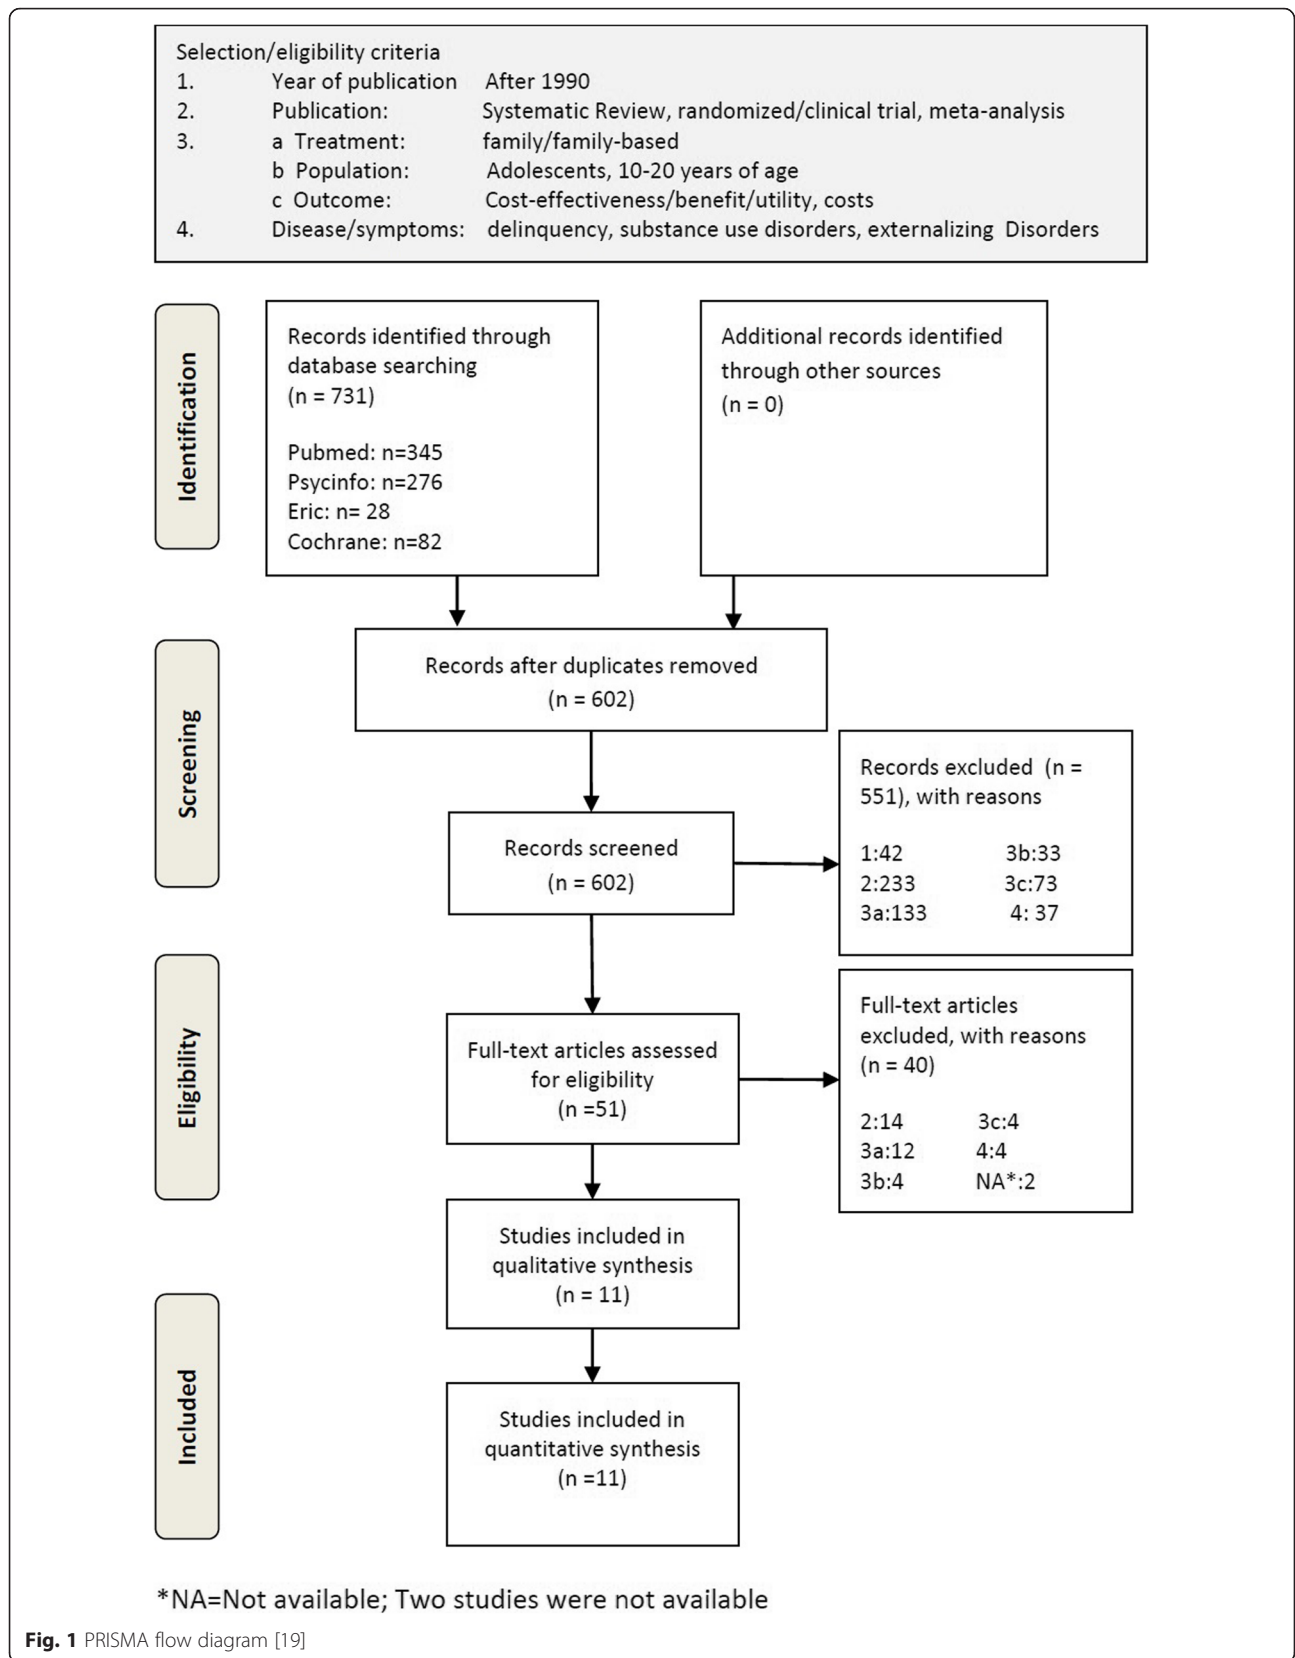 Selection/eligibility criteria
1. Year of publication After 1990
2. Publication: Systematic Review, randomized/clinical trial, meta-analysis
3. a Treatment: family/family-based
b Population: Adolescents, 10-20 years of age
c Outcome: Cost-effectiveness/benefit/utility, costs
4. Disease/symptoms: delinquency, substance use disorders, externalizing Disorders
Identification
Records identified through
database searching
(n = 731)
Pubmed: n=345
Psycinfo: n=276
Eric: n= 28
Cochrane: n=82
Additional records identified
through other sources
(n = 0)
Screening
Records after duplicates removed
(n = 602)
Records screened
(n = 602)
Records excluded (n =
551), with reasons
1:42 3b:33
2:233 3c:73
3a:133 4: 37
Eligibility
Full-text articles assessed
for eligibility
(n =51)
Full-text articles
excluded, with reasons
(n = 40)
2:14 3c:4
3a:12 4:4
3b:4 NA*:2
Included
Studies included in
qualitative synthesis
(n = 11)
Studies included in
quantitative synthesis
(n =11)
*NA=Not available; Two studies were not available
Fig. 1 PRISMA flow diagram [19]